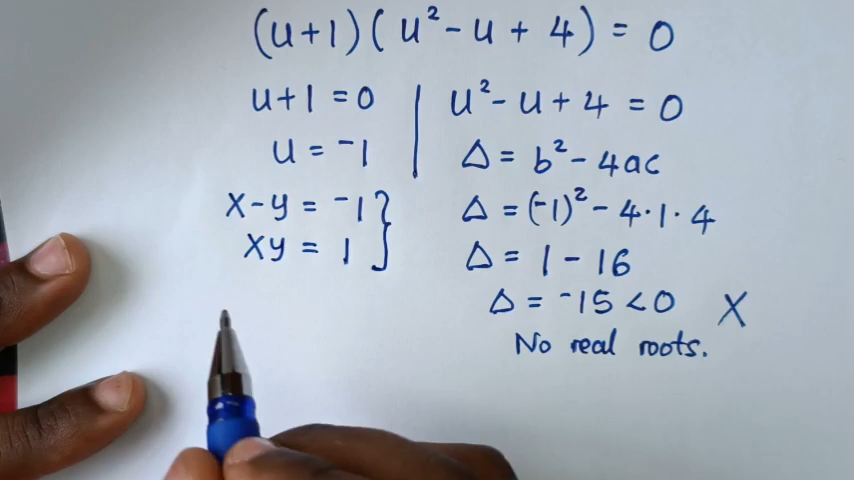 (u+1)(u²-u+4)=0
u+1=0
u=⁻1
x-y=⁻1
xy=1
u²-u+4=0
Δ=b²-4ac
Δ=(⁻1)²-4·1·4
Δ=1-16
Δ=⁻15<0 X
No real roots.